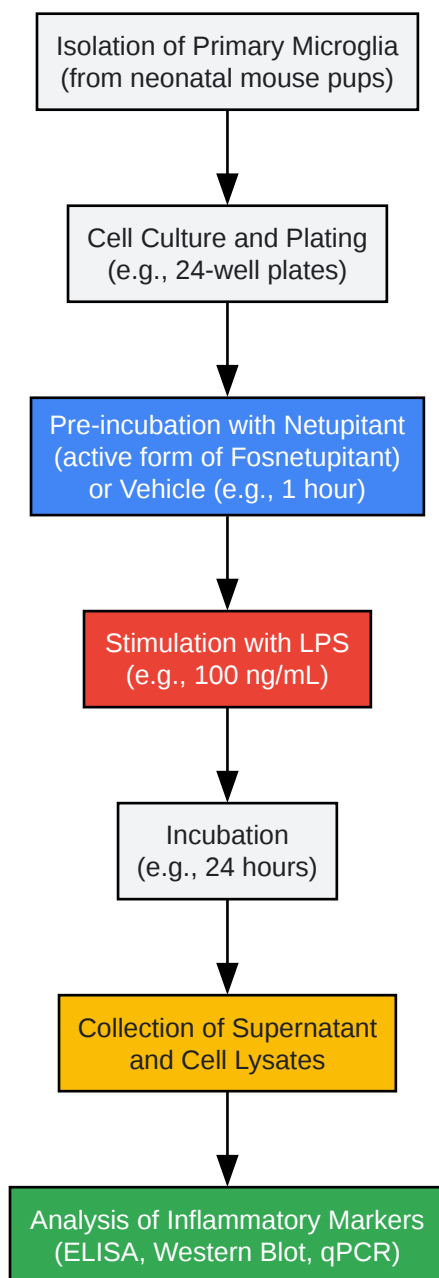 Isolation of Primary Microglia
(from neonatal mouse pups)
Cell Culture and Plating
(e.g., 24-well plates)
Pre-incubation with Netupitant
(active form of Fosnetupitant)
or Vehicle (e.g., 1 hour)
Stimulation with LPS
(e.g., 100 ng/mL)
Incubation
(e.g., 24 hours)
Collection of Supernatant
and Cell Lysates
Analysis of Inflammatory Markers
(ELISA, Western Blot, qPCR)